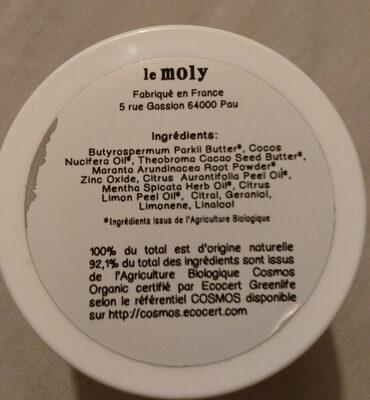 le moly
Fabriqué en France
5 rue Gassion 64000 Pau
Ingrédients:
Butyrospermum Parkii Butter*, Cocos
Nucifera Oil*, Theobroma Cacao Seed Butter*,
Maranta Arundinacea Root Powder*,
Zinc Oxide, Citrus Aurantifolia Peel Oil*,
Mentha Spicata Herb Oil*, Citrus
Limon Peel Oil*, Citral, Geraniol,
Limonene, Linalool
*Ingrédients issus de l'Agriculture Biologique
100% du total est d'origine naturelle
92,1% du total des ingrédients sont issus
de l'Agriculture Biologique Cosmos
Organic certifié par Ecocert Greenlife
selon le référentiel COSMOS disponible
sur http://cosmos.ecocert.com